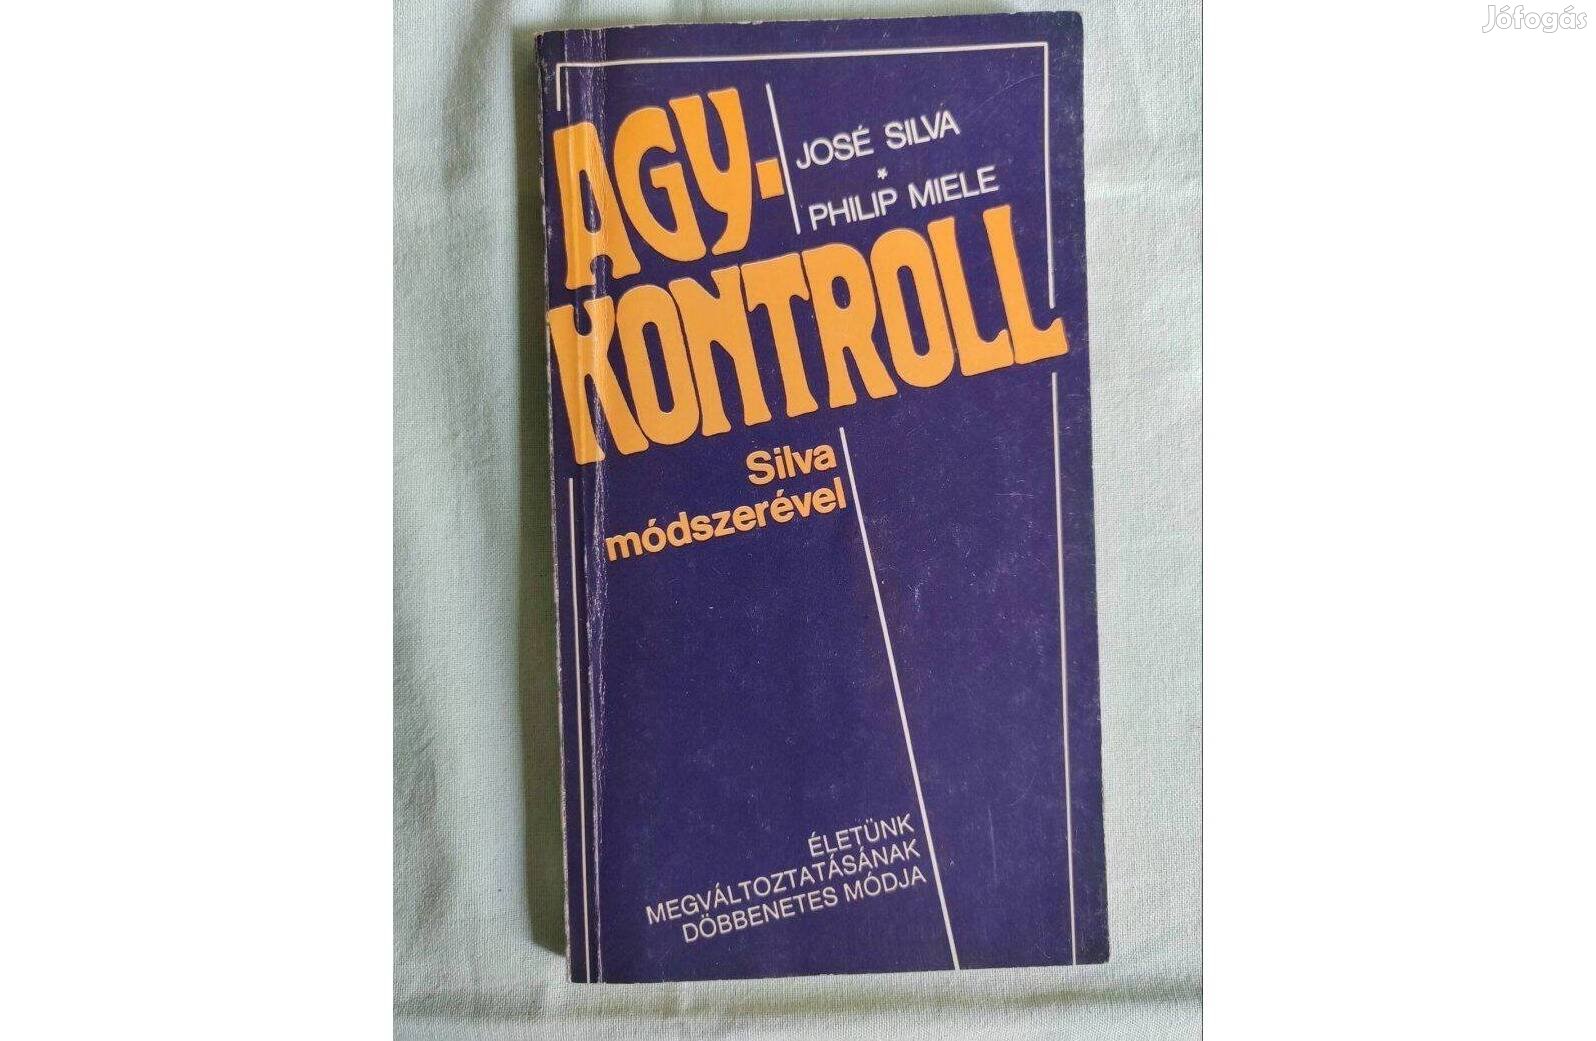 Jófogás
AGY-
JOSÉ SILVA
*
PHILIP MIELE
KONTROLL
Silva
módszerével
ÉLETÜNK
MEGVÁLTOZTATÁSÁNAK
DÖBBENETES MÓDJA